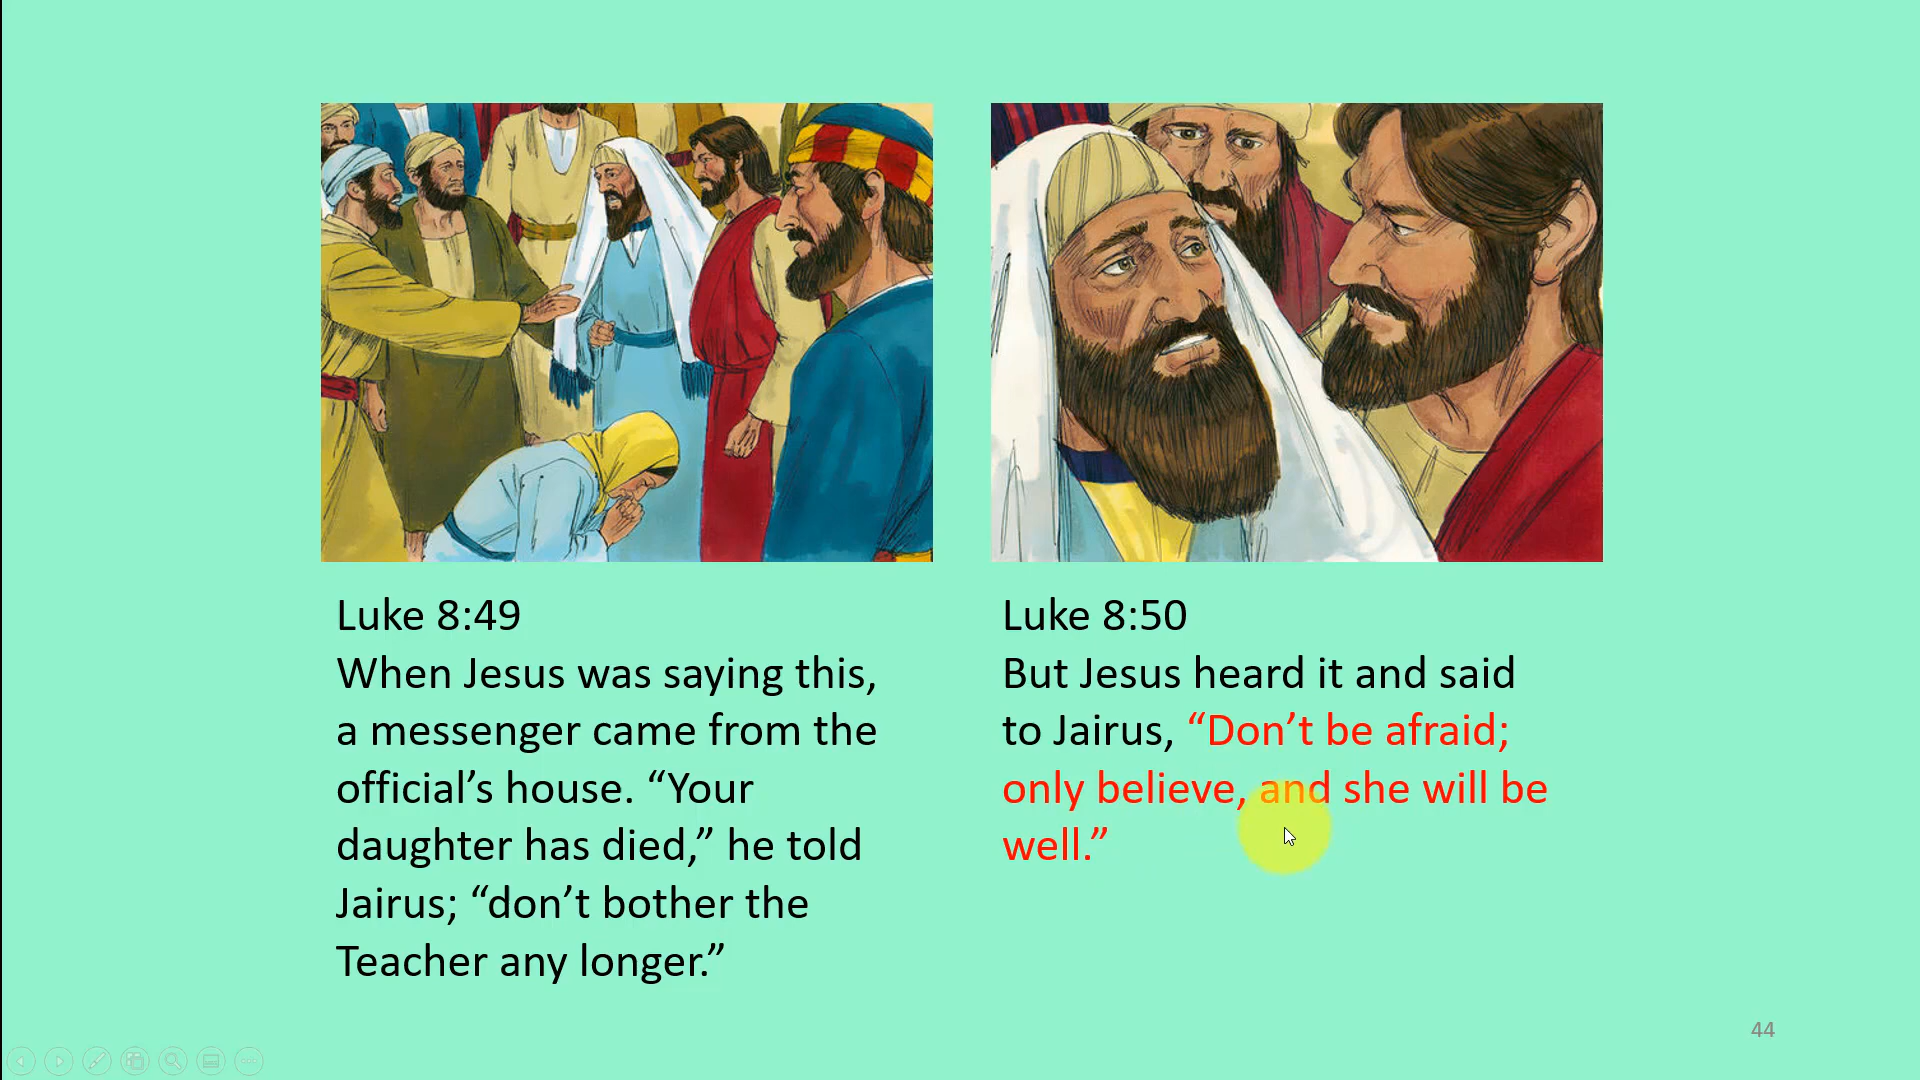 Luke 8:49
When Jesus was saying this,
a messenger came from the
official’s house. “Your
daughter has died,” he told
Jairus; “don’t bother the
Teacher any longer.”
Luke 8:50
But Jesus heard it and said
to Jairus, “Don’t be afraid;
only believe, and she will be
well.”
44